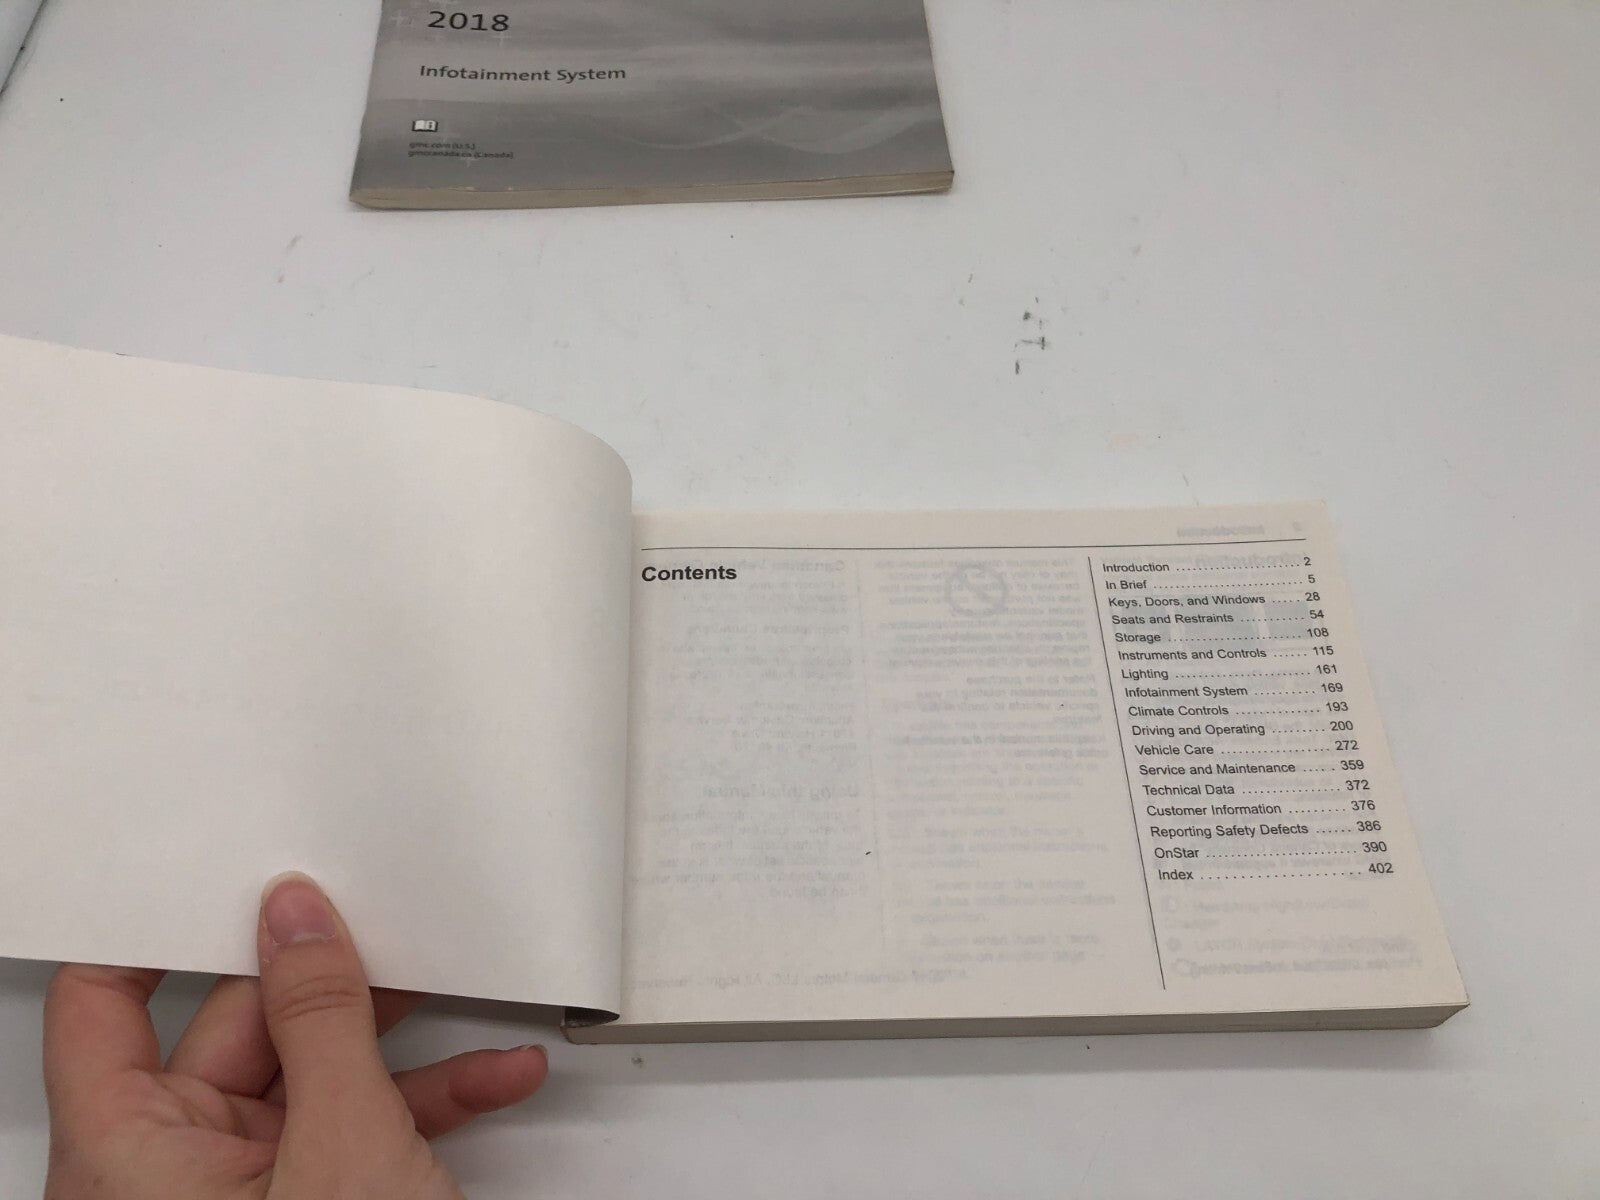 2018
Infotainment System
gmc.com (U.S.)
gmccanada.ca (Canada)
Contents
Introduction ........................ 2
In Brief ............................ 5
Keys, Doors, and Windows ..... 28
Seats and Restraints ........... 54
Storage ....................... 108
Instruments and Controls ...... 115
Lighting ....................... 161
Infotainment System .......... 169
Climate Controls ............. 193
Driving and Operating ......... 200
Vehicle Care .................. 272
Service and Maintenance ..... 359
Technical Data ................ 372
Customer Information ......... 376
Reporting Safety Defects ...... 386
OnStar ........................ 390
Index ...................... 402